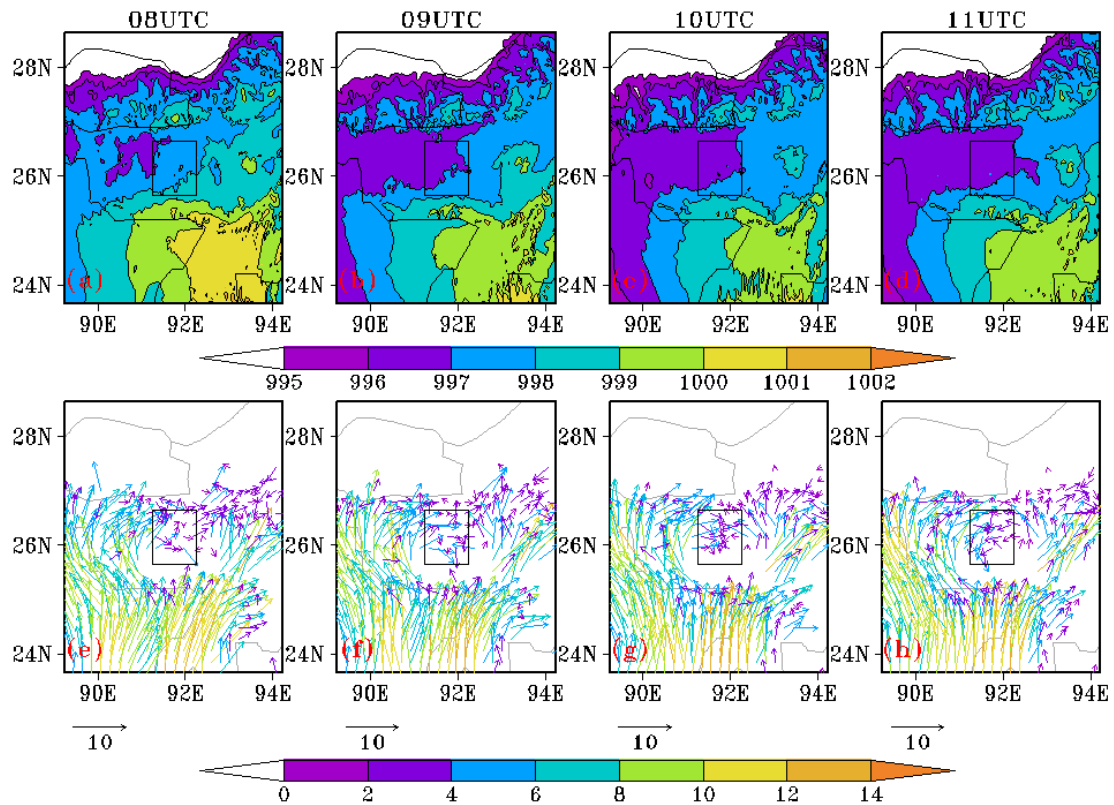 08UTC 09UTC 10UTC 11UTC
28N 28N 28N 28N
26N 26N 26N 26N
24N 24N 24N 24N
(a) (b) (c) (d)
90E 92E 94E 90E 92E 94E 90E 92E 94E 90E 92E 94E
995 996 997 998 999 1000 1001 1002
28N 28N 28N 28N
26N 26N 26N 26N
24N 24N 24N 24N
(e) (f) (g) (h)
90E 92E 94E 90E 92E 94E 90E 92E 94E 90E 92E 94E
10 10 10 10
0 2 4 6 8 10 12 14